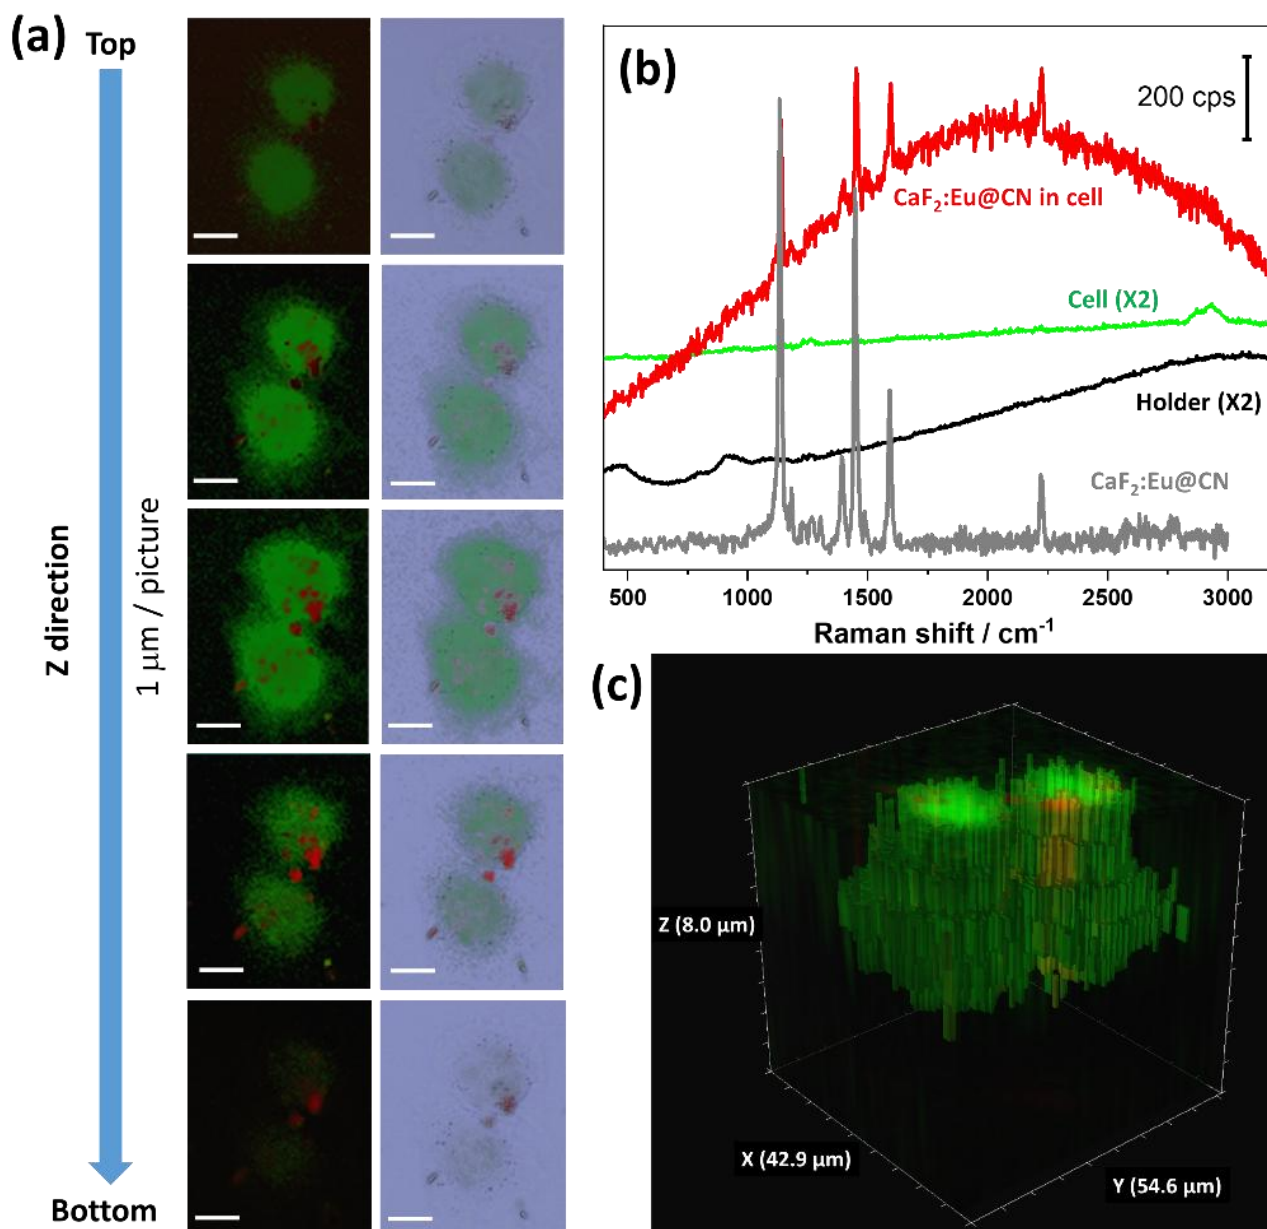 (a)
Top
Z direction
1 μm / picture
Bottom
(b)
200 cps
CaF₂:Eu@CN in cell
Cell (X2)
Holder (X2)
CaF₂:Eu@CN
500 1000 1500 2000 2500 3000
Raman shift / cm⁻¹
(c)
Z (8.0 μm)
X (42.9 μm)
Y (54.6 μm)